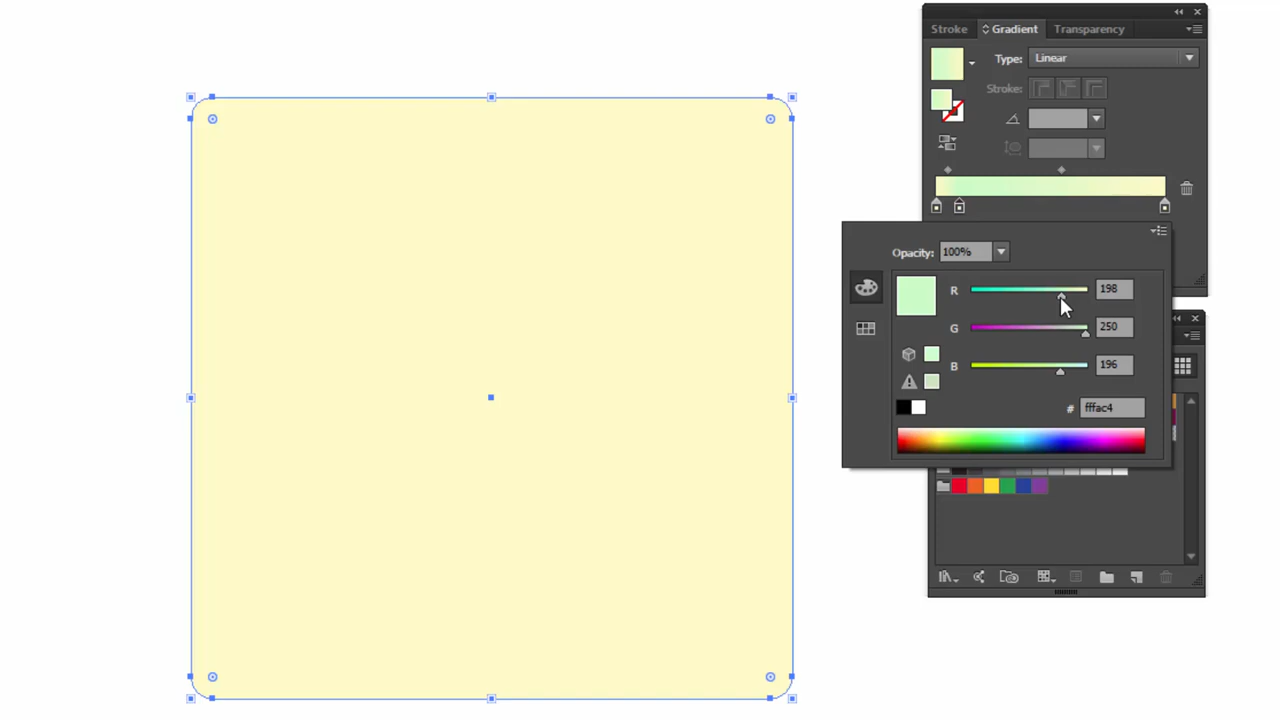 Stroke Gradient Transparency
Type: Linear
Stroke:
Opacity: 100%
R 198
G 250
B 196
# fffac4